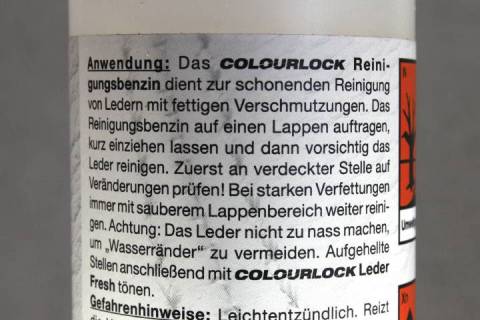 Anwendung: Das COLOURLOCK Reini-
gungsbenzin dient zur schonenden Reinigung
von Ledern mit fettigen Verschmutzungen. Das
Reinigungsbenzin auf einen Lappen auftragen,
kurz einziehen lassen und dann vorsichtig das
Leder reinigen. Zuerst an verdeckter Stelle auf
Veränderungen prüfen! Bei starken Verfettungen
immer mit sauberem Lappenbereich weiter reini-
gen. Achtung: Das Leder nicht zu nass machen,
um „Wasserränder“ zu vermeiden. Aufgehellte
Stellen anschließend mit COLOURLOCK Leder
Fresh tönen.
Gefahrenhinweise: Leichtentzündlich. Reizt
N
Xn